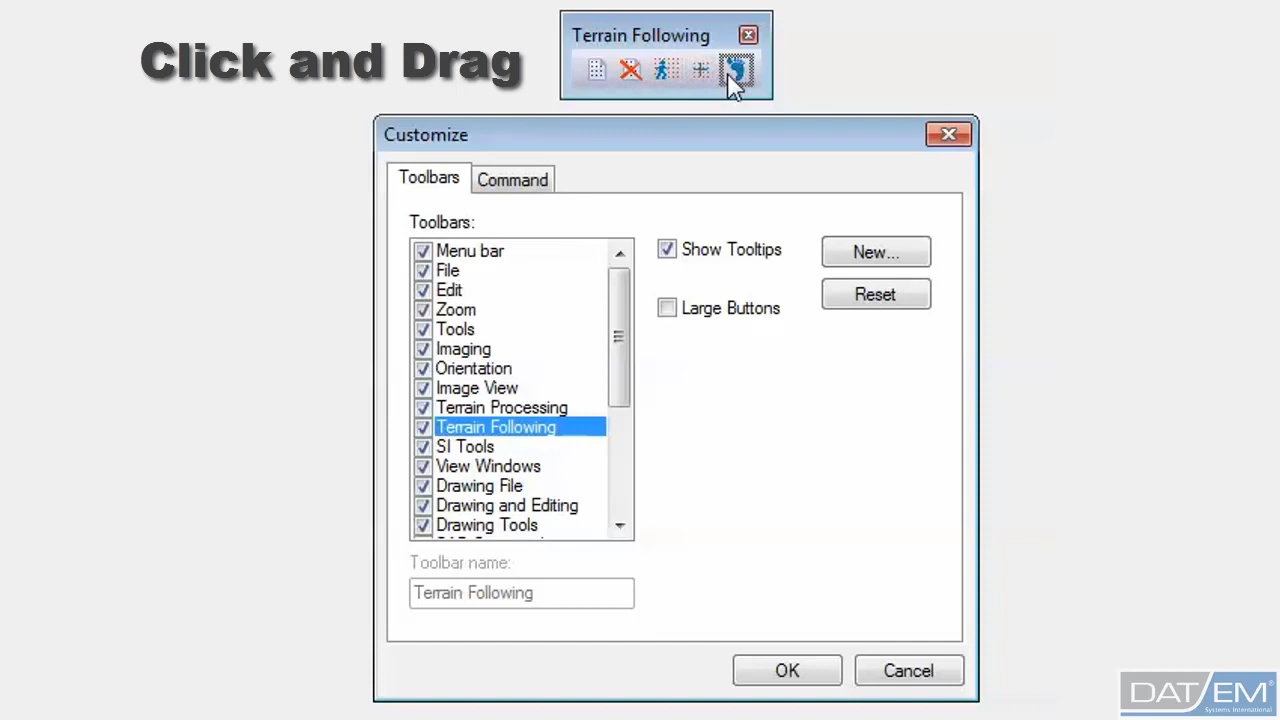 Click and Drag
Terrain Following
Customize
Toolbars
Command
Toolbars:
Menu bar
File
Edit
Zoom
Tools
Imaging
Orientation
Image View
Terrain Processing
Terrain Following
SI Tools
View Windows
Drawing File
Drawing and Editing
Drawing Tools
Show Tooltips
Large Buttons
New...
Reset
Toolbar name:
Terrain Following
OK
Cancel
DAT/EM®
Systems International